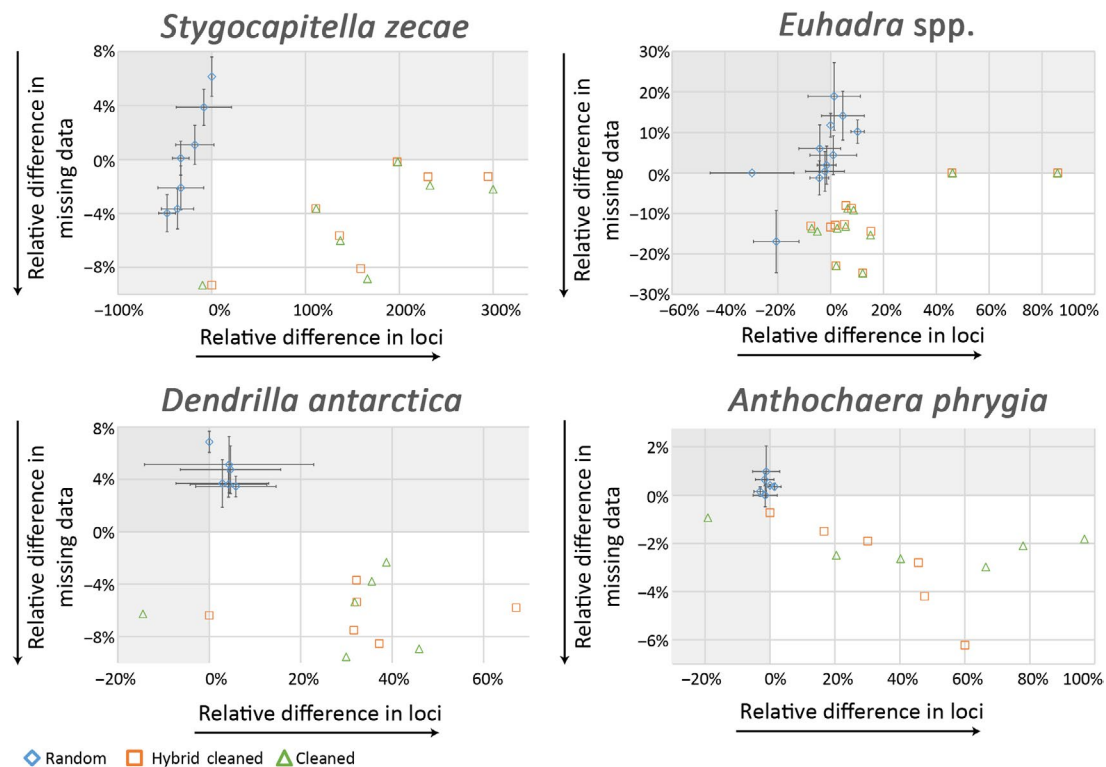 Stygocapitella zecae
8%
4%
0%
−4%
−8%
−100%
0%
100%
200%
300%
Relative difference in
missing data
Relative difference in loci
Euhadra spp.
30%
20%
10%
0%
−10%
−20%
−30%
−60%
−40%
−20%
0%
20%
40%
60%
80%
100%
Relative difference in
missing data
Relative difference in loci
Dendrilla antarctica
8%
4%
0%
−4%
−8%
−20%
0%
20%
40%
60%
Relative difference in
missing data
Relative difference in loci
Anthochaera phrygia
2%
0%
−2%
−4%
−6%
−20%
0%
20%
40%
60%
80%
100%
Relative difference in
missing data
Relative difference in loci
Random Hybrid cleaned Cleaned